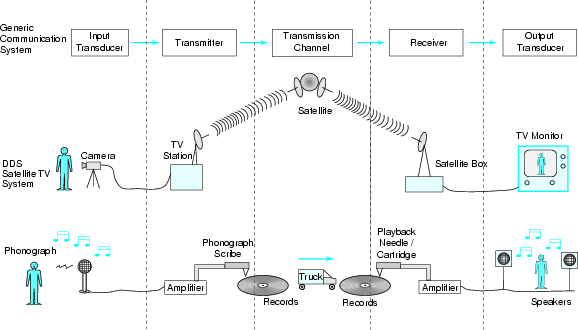 Generic
Communication
System
Input
Transducer
Transmitter
Transmission
Channel
Receiver
Output
Transducer
Satellite
DDS
Satellite TV
System
Camera
TV
Station
Satellite Box
TV Monitor
Phonograph
Phonograph
Scribe
Amplifier
Records
Truck
Records
Playback
Needle /
Cartridge
Amplifier
Speakers